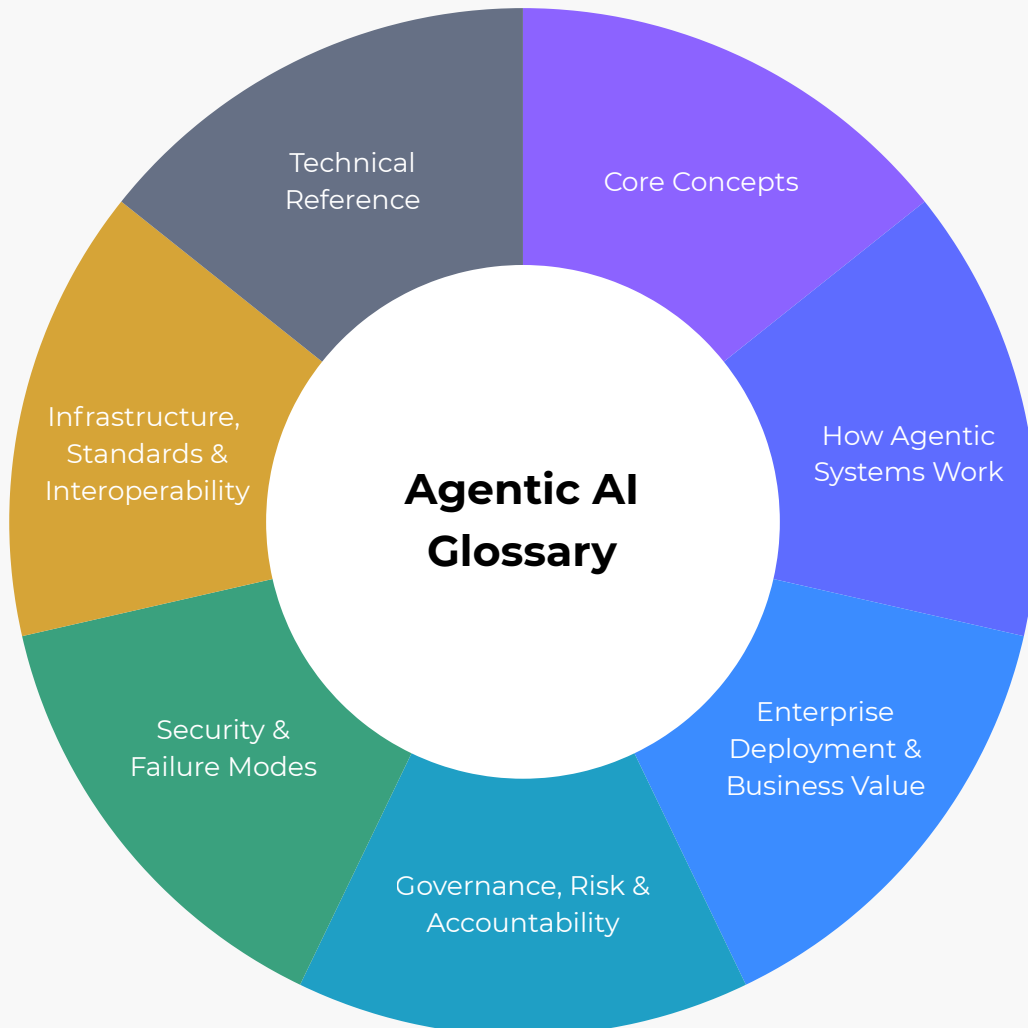 Technical
Reference
Core Concepts
Infrastructure,
Standards &
Interoperability
How Agentic
Systems Work
Agentic AI
Glossary
Security &
Failure Modes
Enterprise
Deployment &
Business Value
Governance, Risk &
Accountability